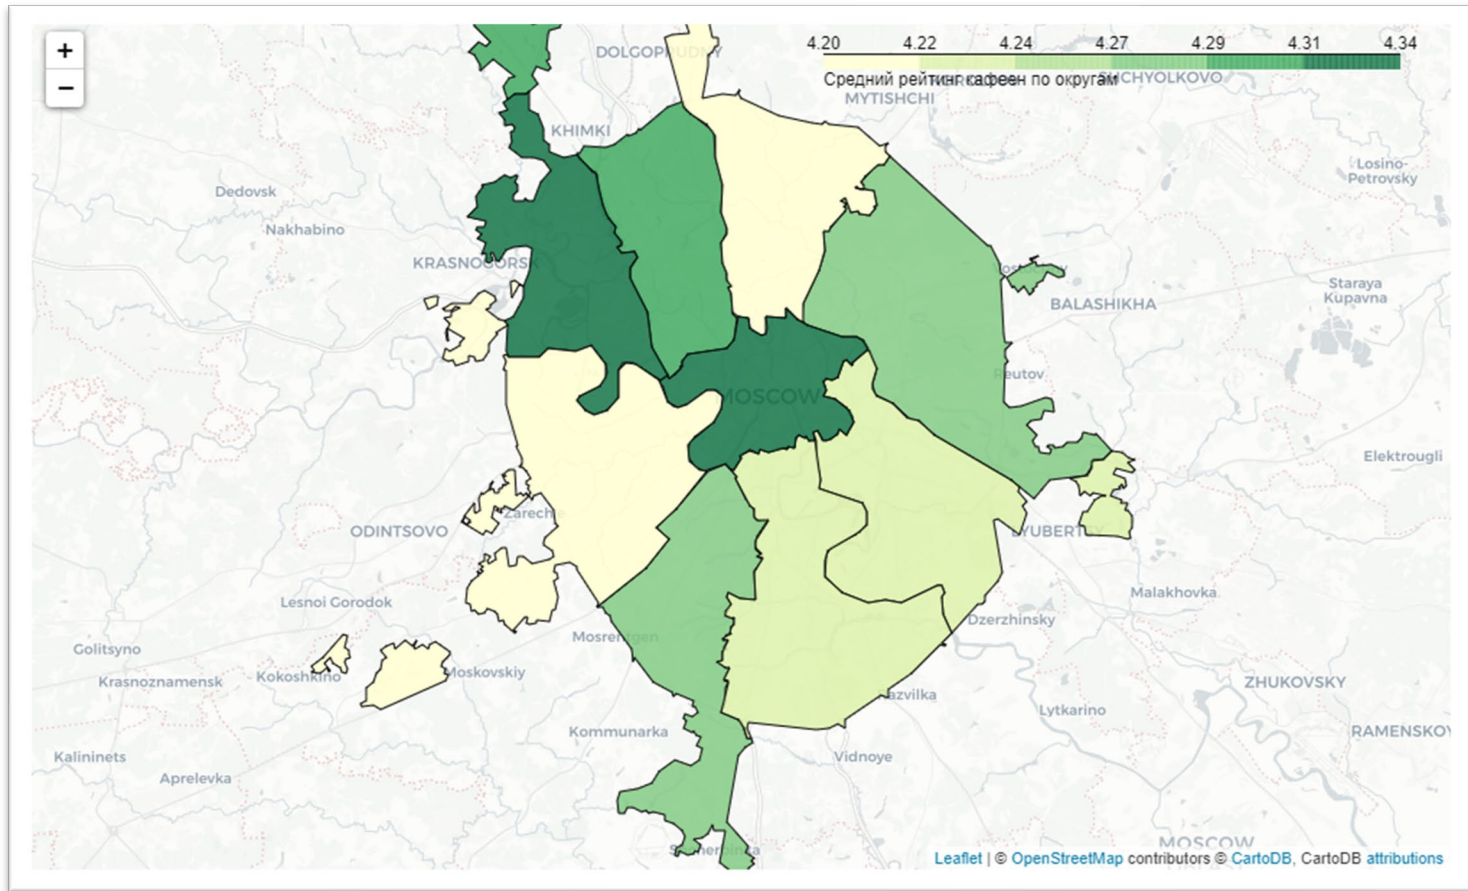 +
−
4.20 4.22 4.24 4.27 4.29 4.31 4.34
DOLGOPRUDNY
Средний рейтинг кафеен по округам
MYTISHCHI
KHIMKI
Losino-
Petrovsky
Dedovsk
Nakhabino
KRASNOGORSK
Staraya
Kupavna
BALASHIKHA
Reutov
MOSCOW
Elektrougli
Zarechie
ODINTSOVO
LYUBERTSY
Malakhovka
Lesnoi Gorodok
Dzerzhinsky
Mosrentgen
Golitsyno
Kokoshkino
Moskovskiy
Krasnoznamensk
ZHUKOVSKY
Razvilka
Lytkarino
Kommunarka
RAMENSKOY
Kalininets
Vidnoye
Aprelevka
MOSCOW
Shcherbinka
Leaflet | © OpenStreetMap contributors © CartoDB, CartoDB attributions